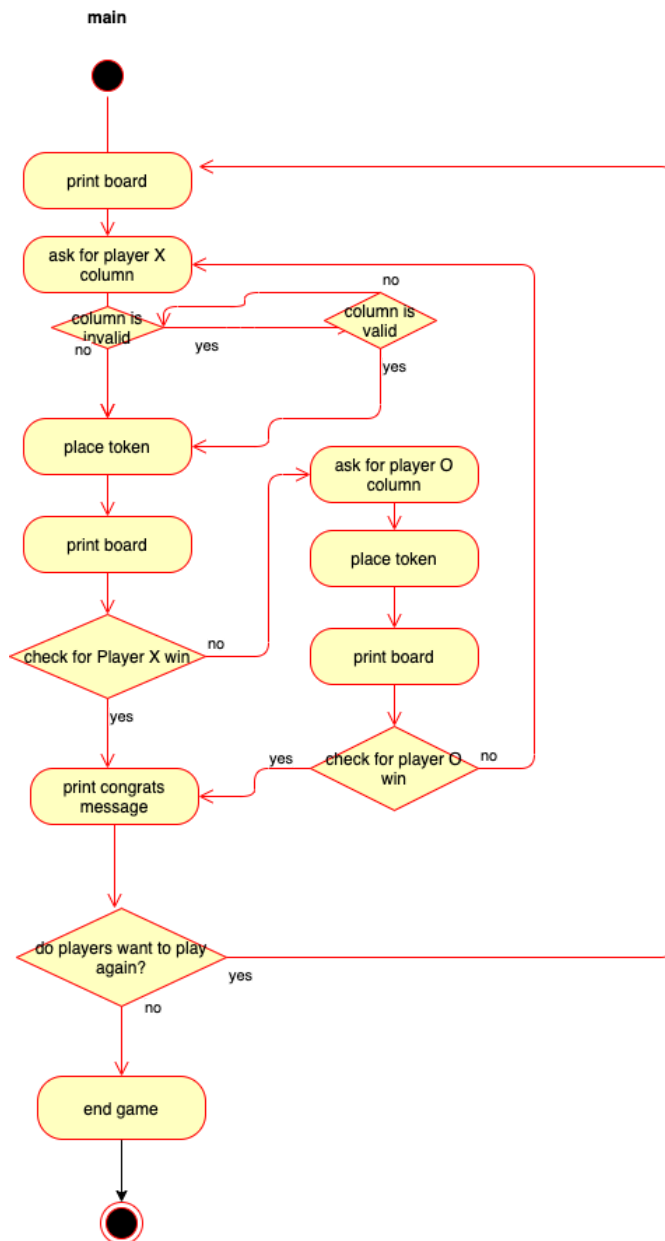 main
print board
ask for player X
column
no
column is
invalid
column is
valid
no
yes
yes
place token
ask for player O
column
print board
place token
no
check for Player X win
print board
yes
yes
check for player O
win
no
print congrats
message
do players want to play
again?
yes
no
end game